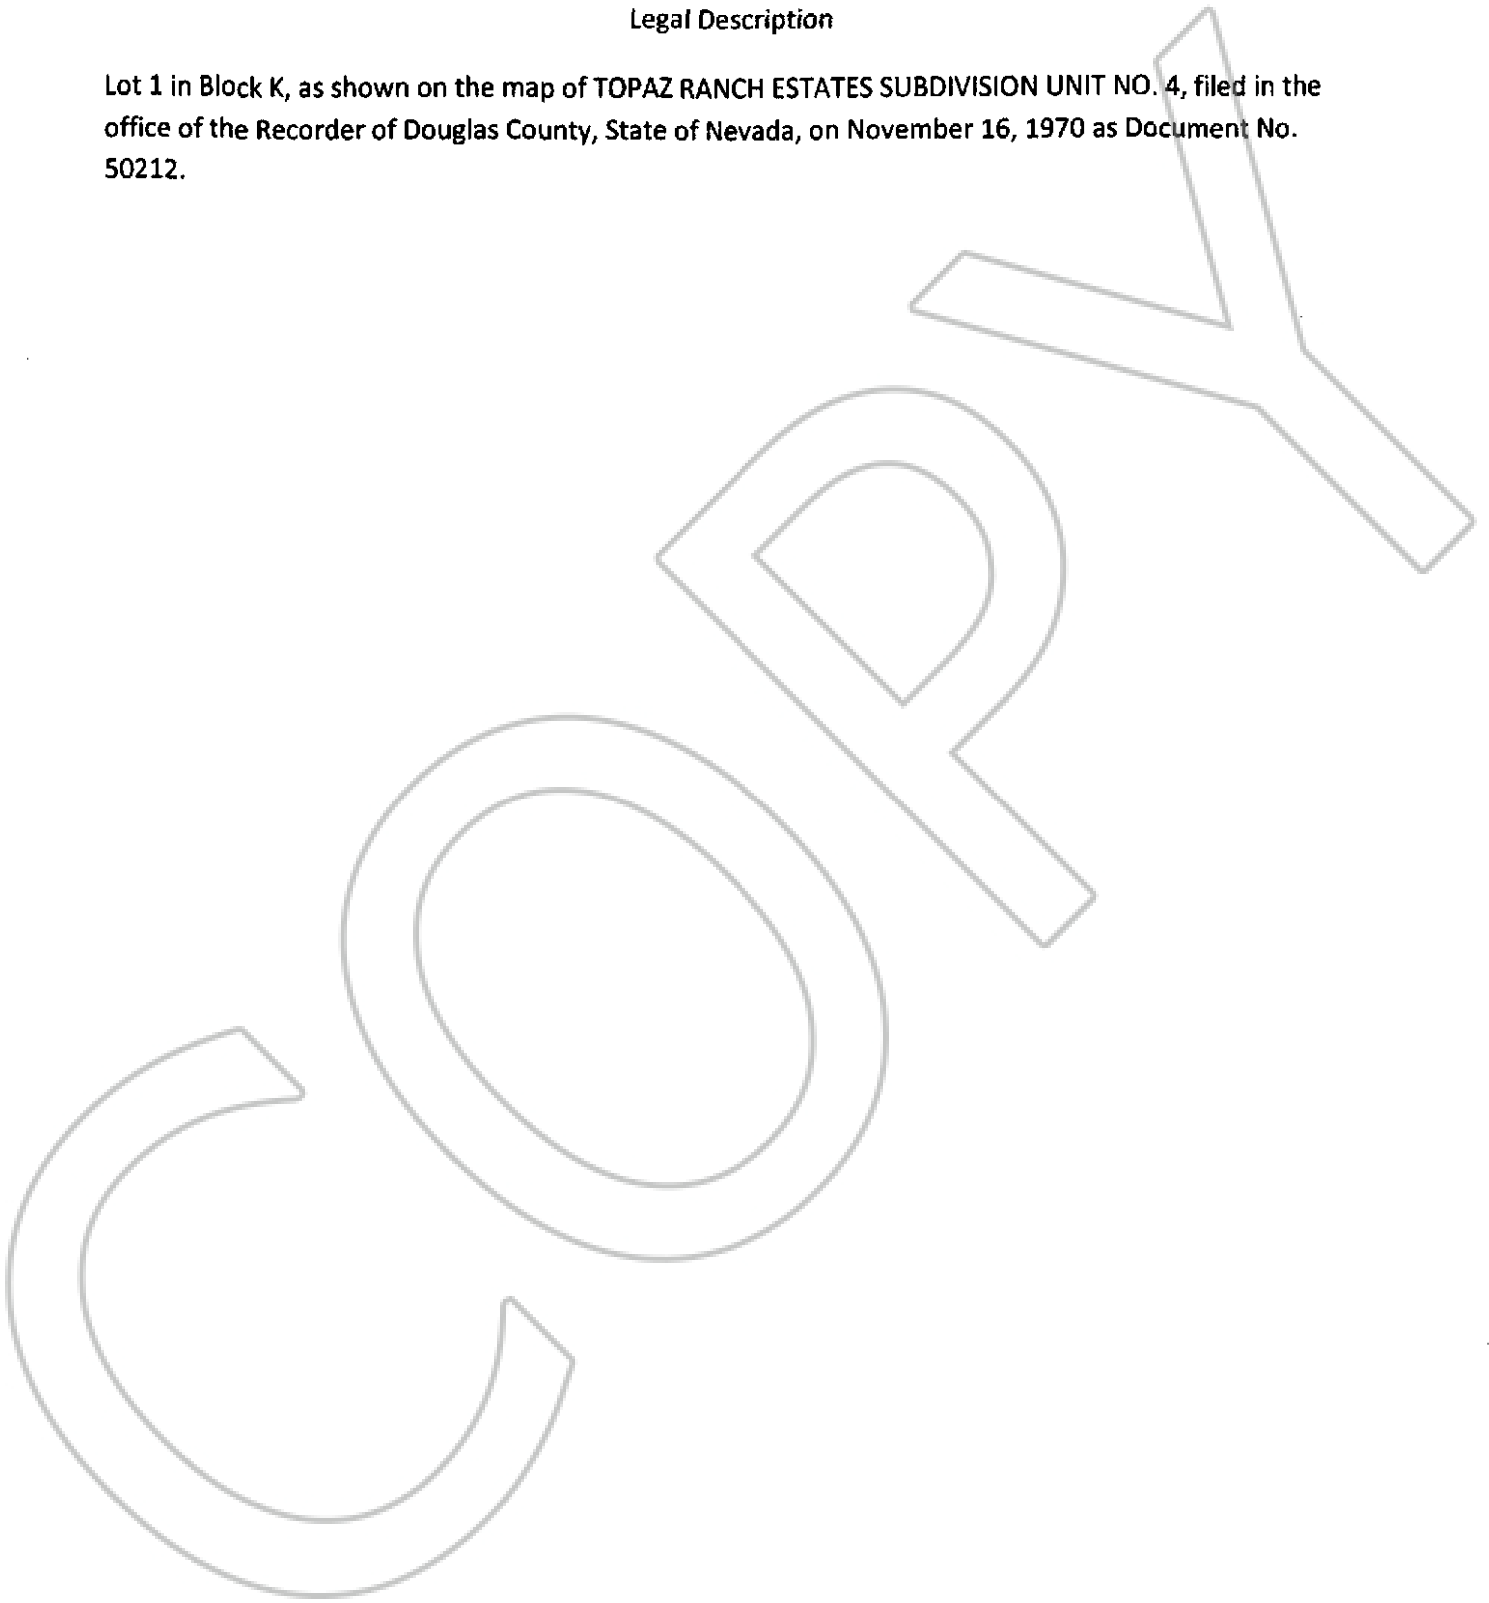 Legal Description
Lot 1 in Block K, as shown on the map of TOPAZ RANCH ESTATES SUBDIVISION UNIT NO. 4, filed in the
office of the Recorder of Douglas County, State of Nevada, on November 16, 1970 as Document No.
50212.
COPY